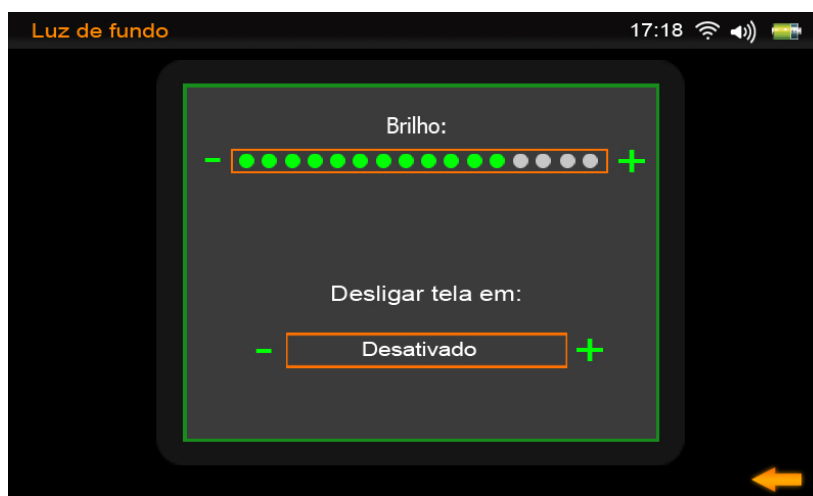 Luz de fundo 17:18
Brilho:
- +
Desligar tela em:
- Desativado +